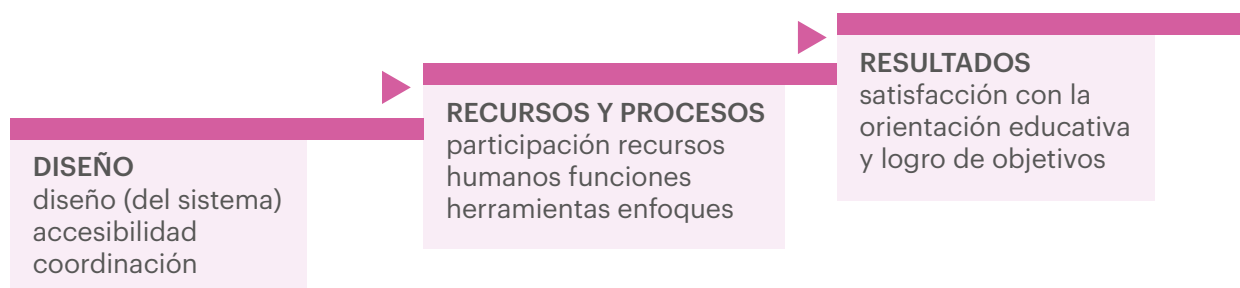 DISEÑO
diseño (del sistema)
accesibilidad
coordinación
RECURSOS Y PROCESOS
participación recursos
humanos funciones
herramientas enfoques
RESULTADOS
satisfacción con la
orientación educativa
y logro de objetivos